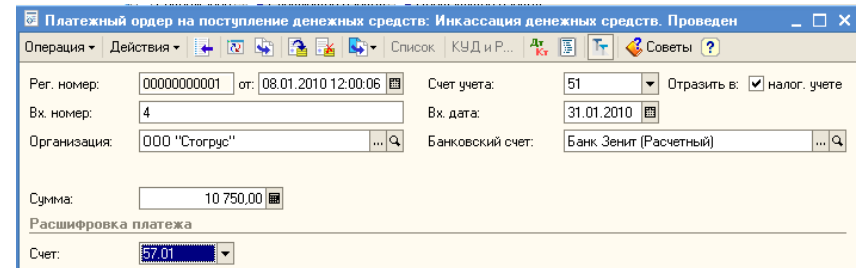 Платежный ордер на поступление денежных средств: Инкассация денежных средств. Проведен
Операция Действия Список КУД и Р... Дт Кт Советы ?
Рег. номер: 00000000001 от: 08.01.2010 12:00:06 Счет учета: 51 Отразить в: налог. учете
Вх. номер: 4 Вх. дата: 31.01.2010
Организация: ООО "Стогрус" ... Банковский счет: Банк Зенит (Расчетный) ...
Сумма: 10 750,00
Расшифровка платежа
Счет: 57.01